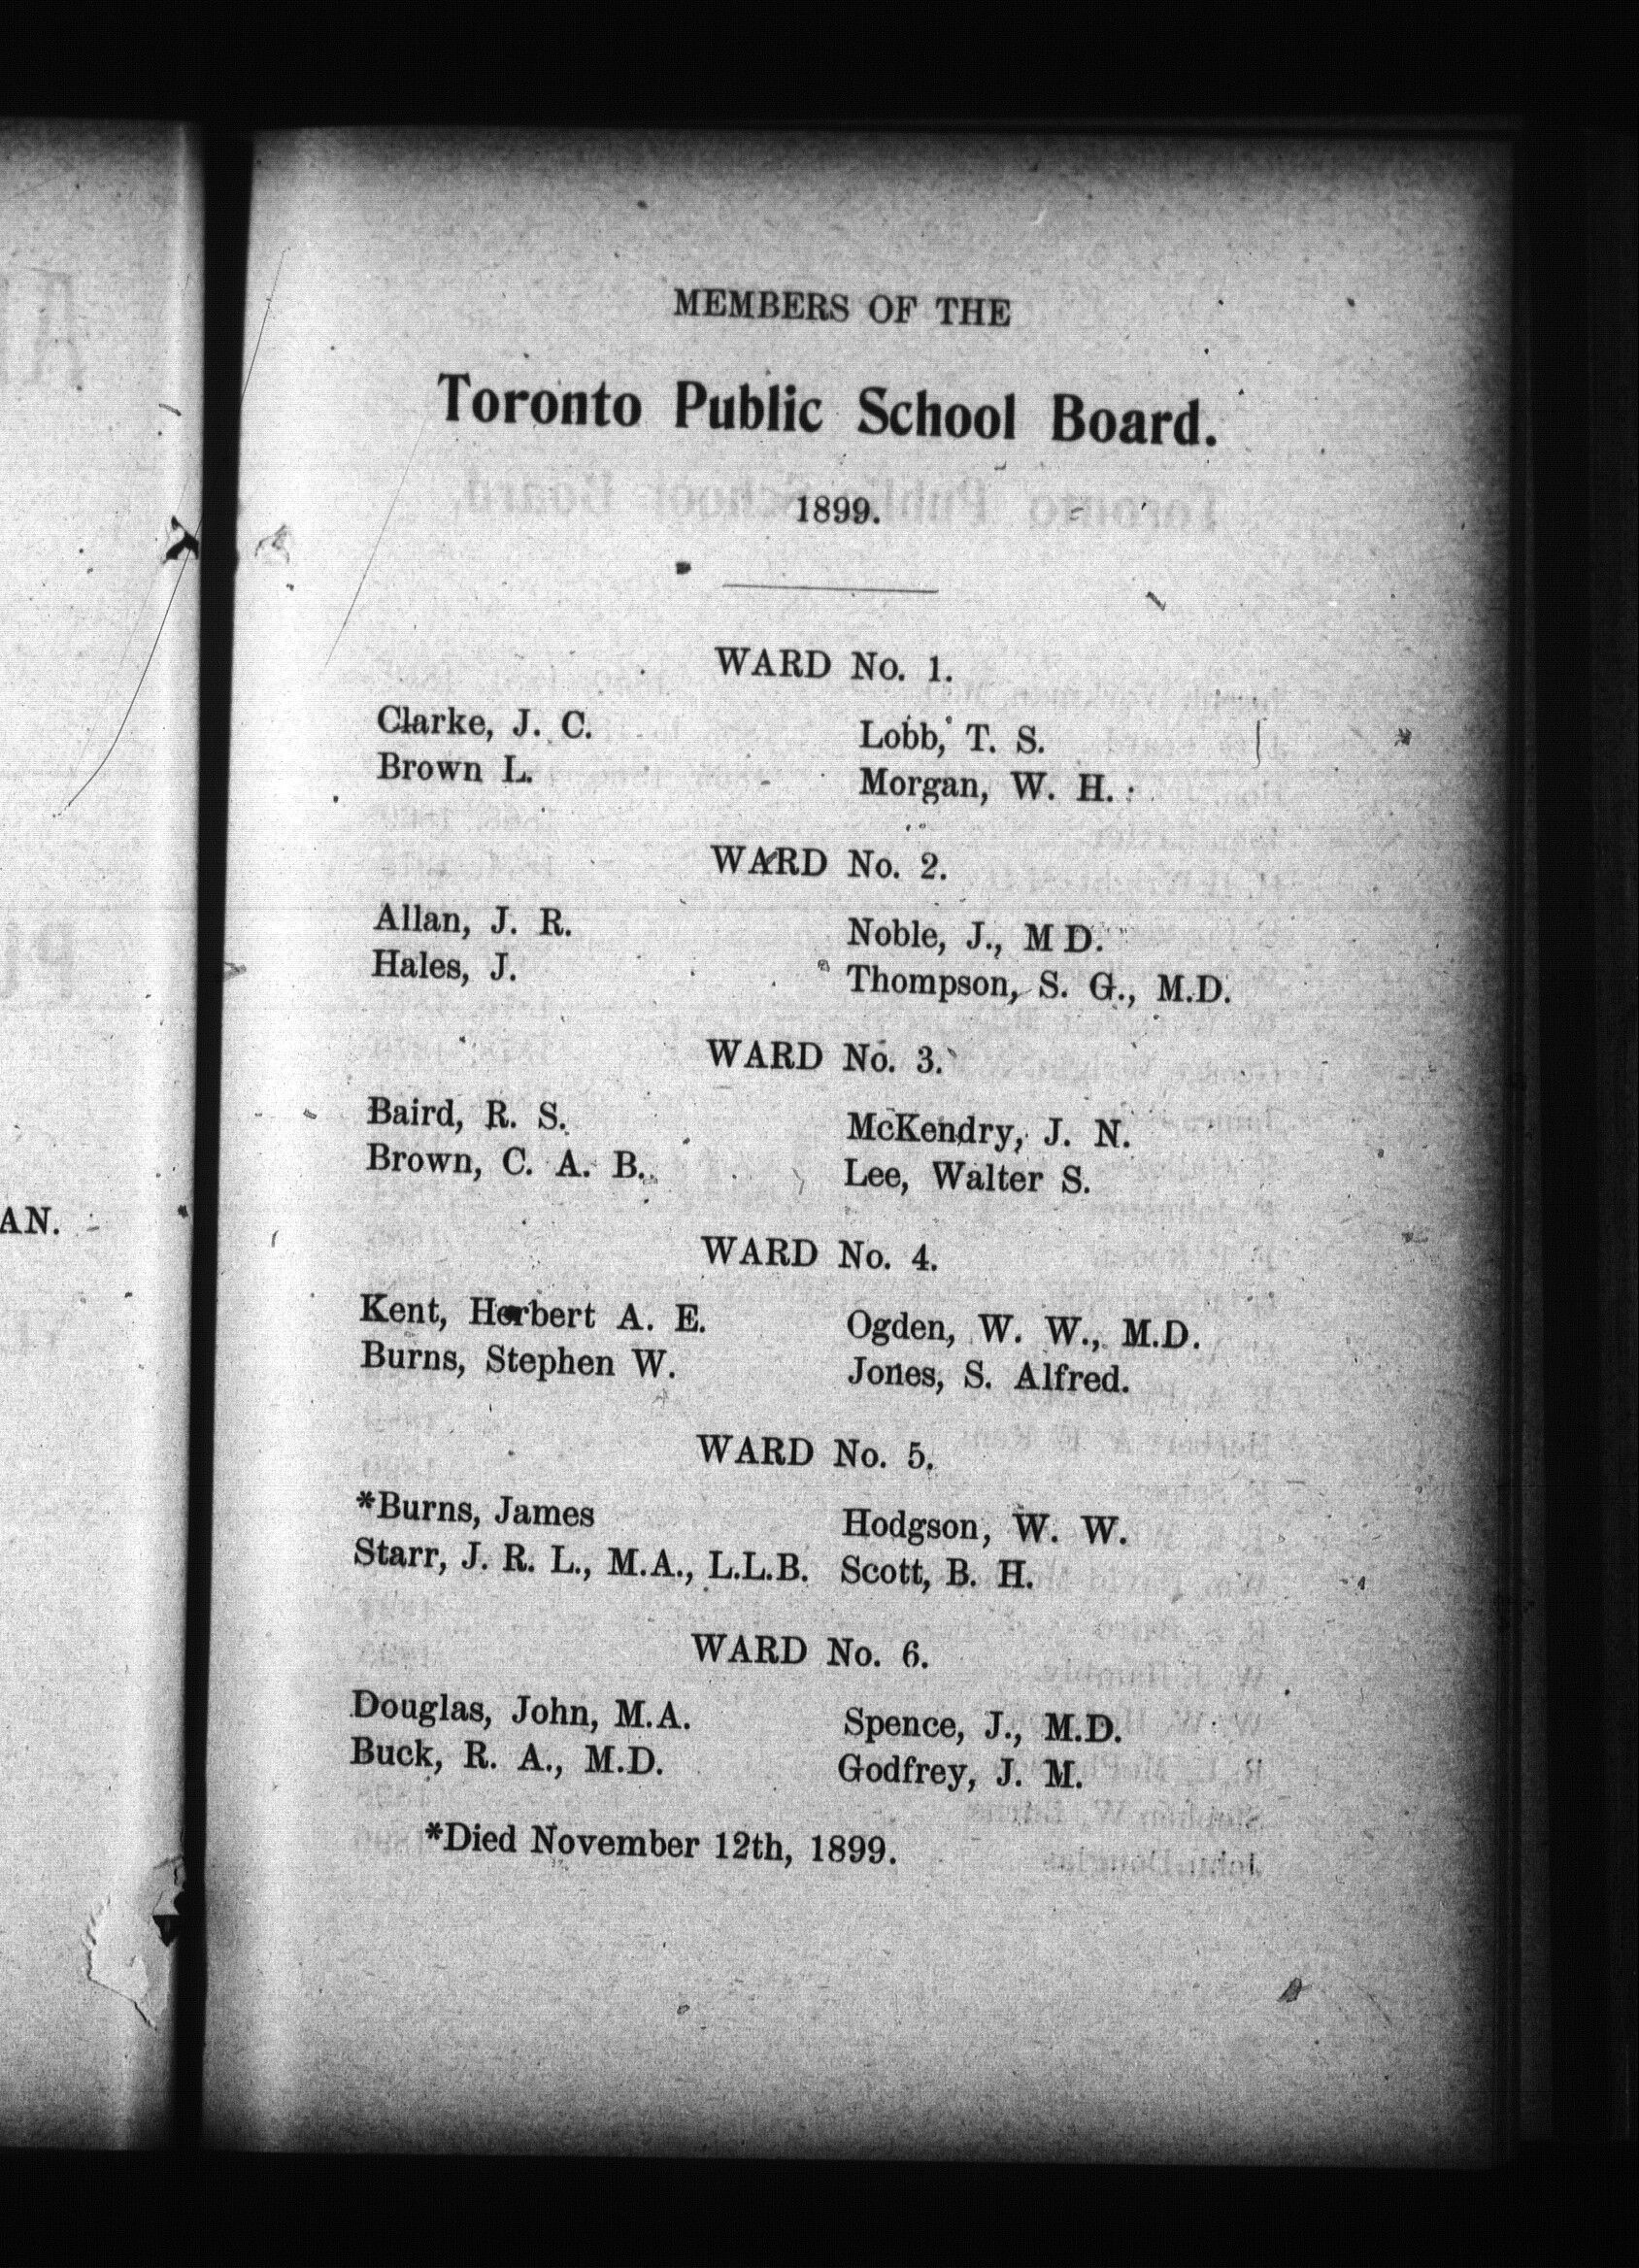 MEMBERS OF THE
Toronto Public School Board.
1899.
WARD No. 1.
Clarke, J. C. Lobb, T. S.
Brown L. Morgan, W. H.
WARD No. 2.
Allan, J. R. Noble, J., M D.
Hales, J. Thompson, S. G., M.D.
WARD No. 3.
Baird, R. S. McKendry, J. N.
Brown, C. A. B. Lee, Walter S.
WARD No. 4.
Kent, Herbert A. E. Ogden, W. W., M.D.
Burns, Stephen W. Jones, S. Alfred.
WARD No. 5.
*Burns, James Hodgson, W. W.
Starr, J. R. L., M.A., L.L.B. Scott, B. H.
WARD No. 6.
Douglas, John, M.A. Spence, J., M.D.
Buck, R. A., M.D. Godfrey, J. M.
*Died November 12th, 1899.
AN.